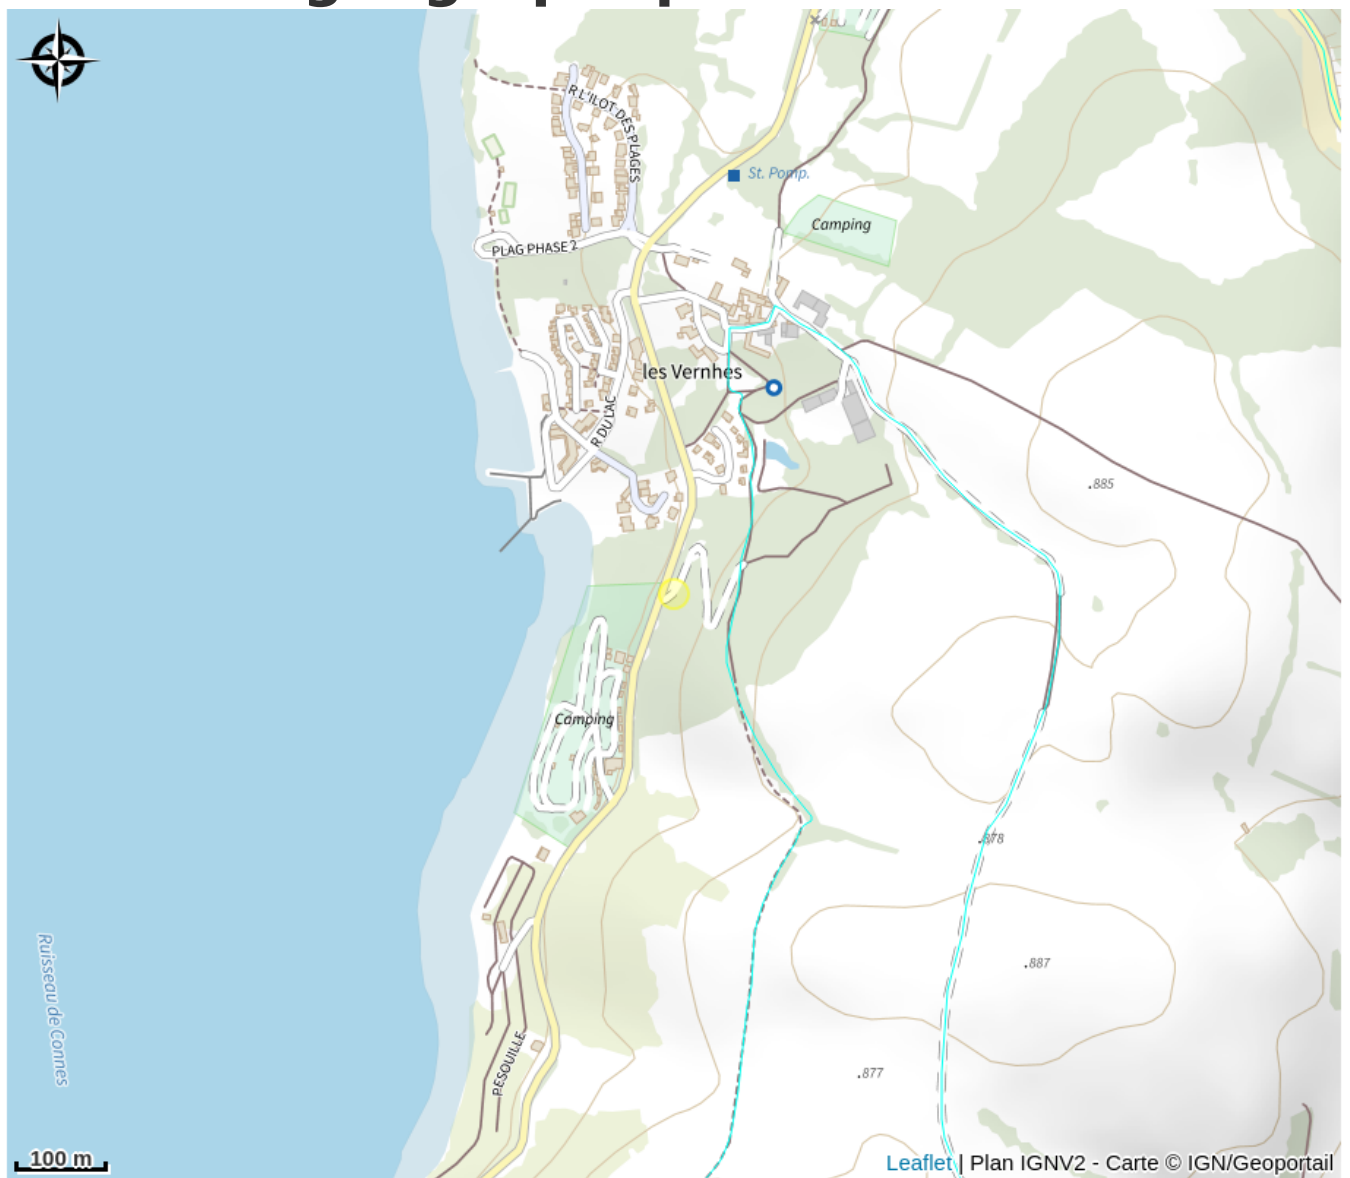 R L'ILOT DES PLAGES
St. Pomp.
Camping
PLAG PHASE 2
les Vernhes
R DU LAC
.885
Camping
.878
Ruisseau de Connes
.887
PESOUILLE
.877
100 m
Leaflet | Plan IGNV2 - Carte © IGN/Geoportail